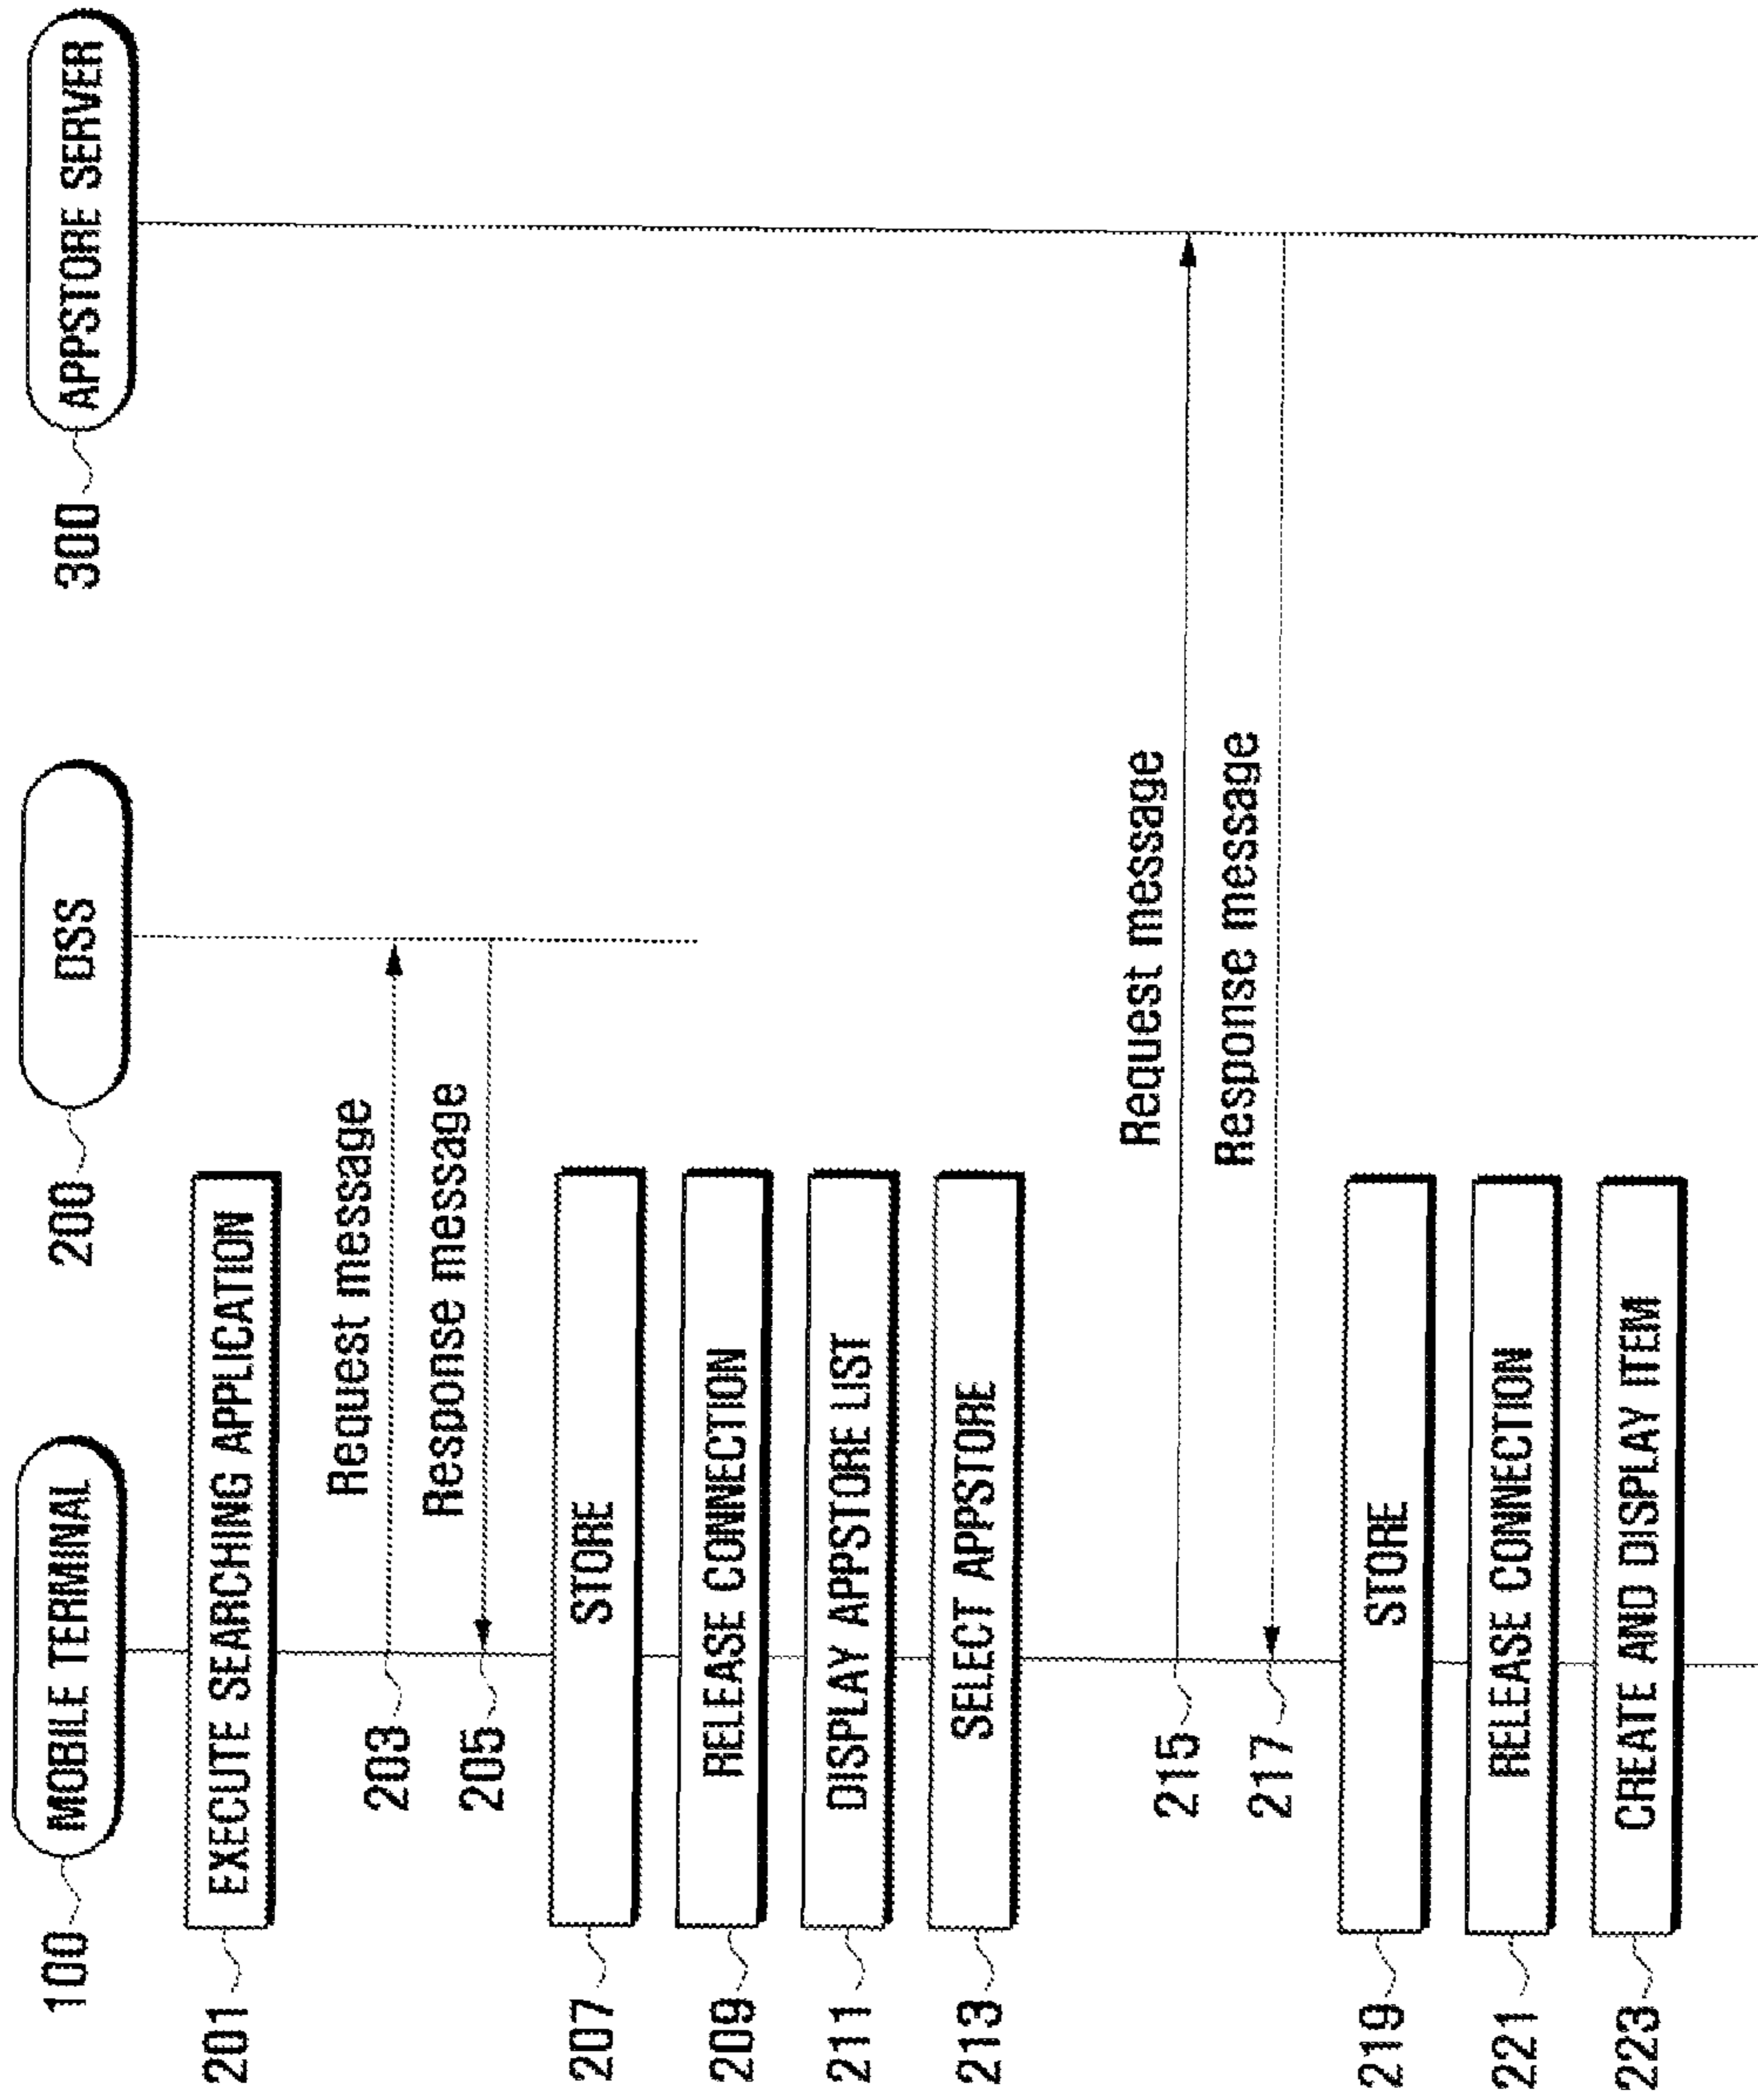 100 MOBILE TERMINAL
200 DSS
300 APPSTORE SERVER
201 EXECUTE SEARCHING APPLICATION
Request message
203
Response message
205
207 STORE
209 RELEASE CONNECTION
211 DISPLAY APPSTORE LIST
213 SELECT APPSTORE
Request message
215
Response message
217
219 STORE
221 RELEASE CONNECTION
223 CREATE AND DISPLAY ITEM